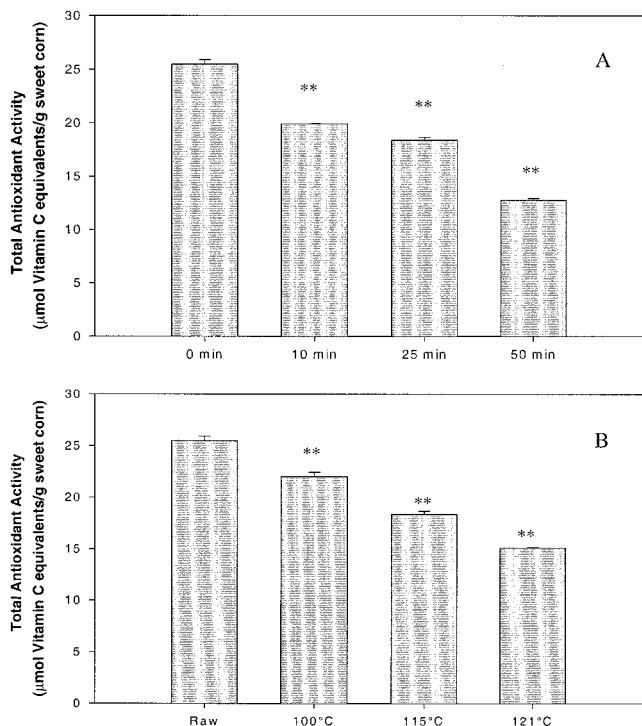 30
25
20
15
10
5
0
Total Antioxidant Activity
(μmol Vitamin C equivalents/g sweet corn)
A
**
**
**
0 min
10 min
25 min
50 min
30
25
20
15
10
5
0
Total Antioxidant Activity
(μmol Vitamin C equivalents/g sweet corn)
B
**
**
**
Raw
100°C
115°C
121°C